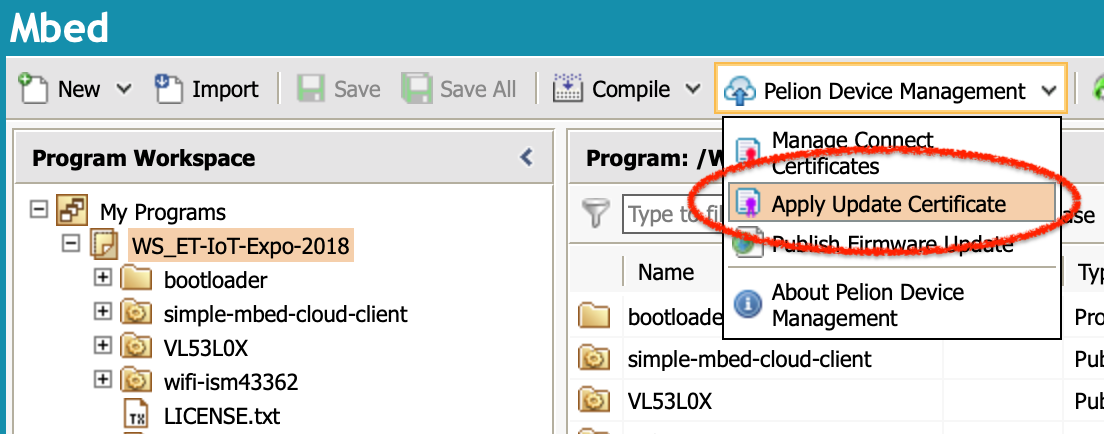 Mbed
New
Import
Save
Save All
Compile
Pelion Device Management
Manage Connect
Certificates
Apply Update Certificate
Publish Firmware Update
About Pelion Device
Management
Program Workspace
My Programs
WS_ET-IoT-Expo-2018
bootloader
simple-mbed-cloud-client
VL53L0X
wifi-ism43362
LICENSE.txt
Program: /W
Type to fil
ase
Name
Typ
bootloader
Pro
simple-mbed-cloud-client
Pub
VL53L0X
Pub